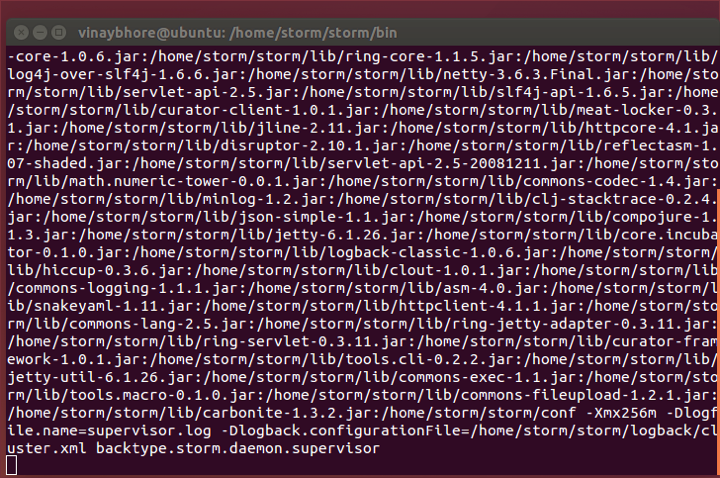 vinaybhore@ubuntu: /home/storm/storm/bin
-core-1.0.6.jar:/home/storm/storm/lib/ring-core-1.1.5.jar:/home/storm/storm/lib/
log4j-over-slf4j-1.6.6.jar:/home/storm/storm/lib/netty-3.6.3.Final.jar:/home/sto
rm/storm/lib/servlet-api-2.5.jar:/home/storm/storm/lib/slf4j-api-1.6.5.jar:/home
/storm/storm/lib/curator-client-1.0.1.jar:/home/storm/storm/lib/meat-locker-0.3.
1.jar:/home/storm/storm/lib/jline-2.11.jar:/home/storm/storm/lib/httpcore-4.1.ja
r:/home/storm/storm/lib/disruptor-2.10.1.jar:/home/storm/storm/lib/reflectasm-1.
07-shaded.jar:/home/storm/storm/lib/servlet-api-2.5-20081211.jar:/home/storm/sto
rm/lib/math.numeric-tower-0.0.1.jar:/home/storm/storm/lib/commons-codec-1.4.jar:
/home/storm/storm/lib/minlog-1.2.jar:/home/storm/storm/lib/clj-stacktrace-0.2.4.
jar:/home/storm/storm/lib/json-simple-1.1.jar:/home/storm/storm/lib/compojure-1.
1.3.jar:/home/storm/storm/lib/jetty-6.1.26.jar:/home/storm/storm/lib/core.incuba
tor-0.1.0.jar:/home/storm/storm/lib/logback-classic-1.0.6.jar:/home/storm/storm/
lib/hiccup-0.3.6.jar:/home/storm/storm/lib/clout-1.0.1.jar:/home/storm/storm/lib
/commons-logging-1.1.1.jar:/home/storm/storm/lib/asm-4.0.jar:/home/storm/storm/l
ib/snakeyaml-1.11.jar:/home/storm/storm/lib/httpclient-4.1.1.jar:/home/storm/sto
rm/lib/commons-lang-2.5.jar:/home/storm/storm/lib/ring-jetty-adapter-0.3.11.jar:
/home/storm/storm/lib/ring-servlet-0.3.11.jar:/home/storm/storm/lib/curator-fram
ework-1.0.1.jar:/home/storm/storm/lib/tools.cli-0.2.2.jar:/home/storm/storm/lib/
jetty-util-6.1.26.jar:/home/storm/storm/lib/commons-exec-1.1.jar:/home/storm/sto
rm/lib/tools.macro-0.1.0.jar:/home/storm/storm/lib/commons-fileupload-1.2.1.jar:
/home/storm/storm/lib/carbonite-1.3.2.jar:/home/storm/storm/conf -Xmx256m -Dlogf
ile.name=supervisor.log -Dlogback.configurationFile=/home/storm/storm/logback/cl
uster.xml backtype.storm.daemon.supervisor